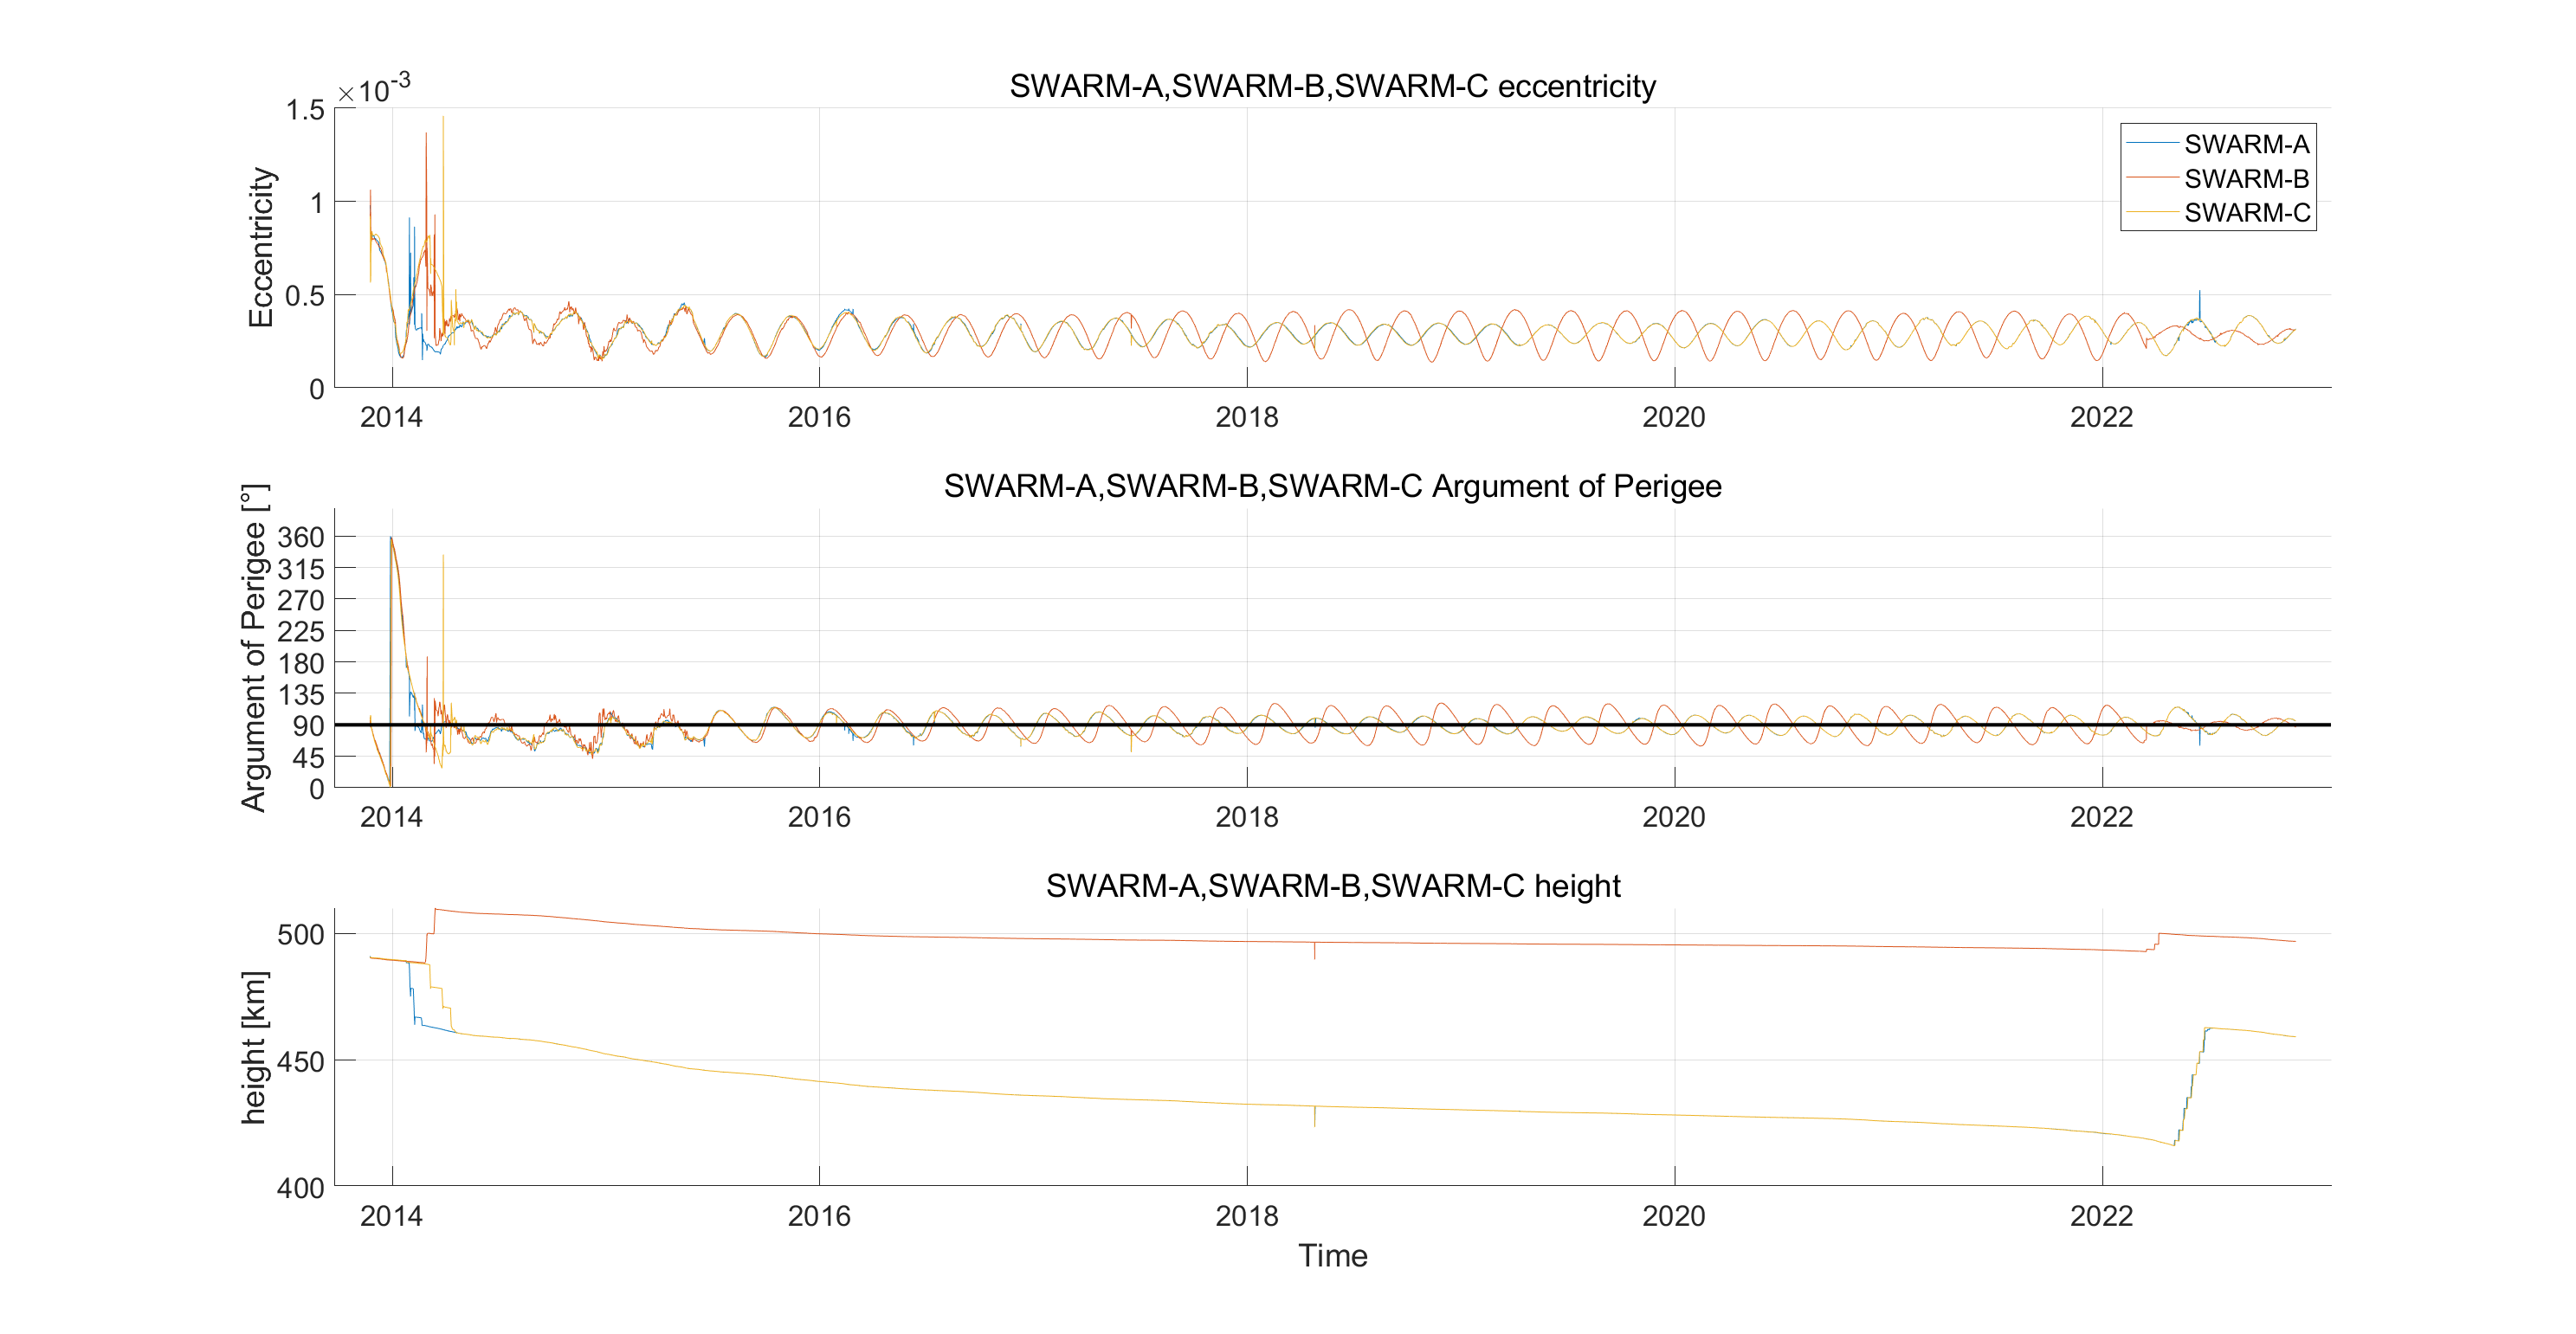 SWARM-A,SWARM-B,SWARM-C eccentricity
×10-3
1.5
1
0.5
0
Eccentricity
SWARM-A
SWARM-B
SWARM-C
2014 2016 2018 2020 2022
SWARM-A,SWARM-B,SWARM-C Argument of Perigee
Argument of Perigee [°]
360
315
270
225
180
135
90
45
0
2014 2016 2018 2020 2022
SWARM-A,SWARM-B,SWARM-C height
height [km]
500
450
400
2014 2016 2018 2020 2022
Time